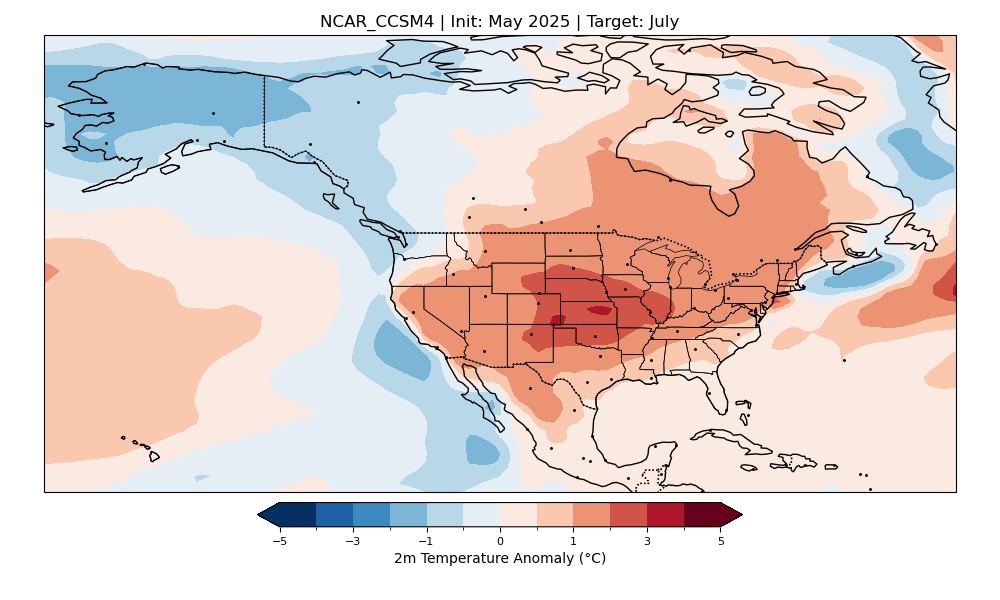 NCAR_CCSM4 | Init: May 2025 | Target: July
−5 −3 −1 0 1 3 5
2m Temperature Anomaly (°C)